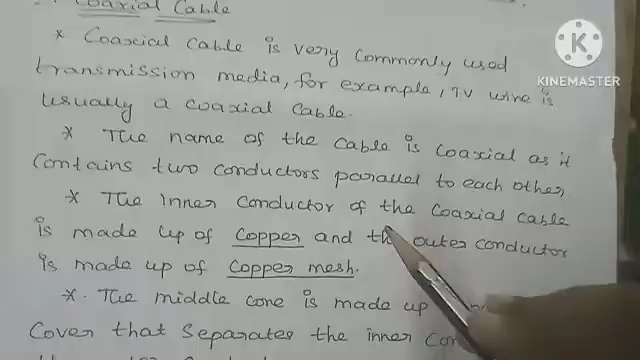 Coaxial Cable
* Coaxcial cable is very commonly used
transmission media, for example, TV wire is
usually a coaxial cable.
* The name of the cable is coaxial as it
contains two conductors parallel to each other
* The inner conductor of the coaxial cable
is made up of copper and the outer conductor
is made up of copper mesh.
*. The middle cone is made up
Cover that separates the inner
K
KINEMASTER